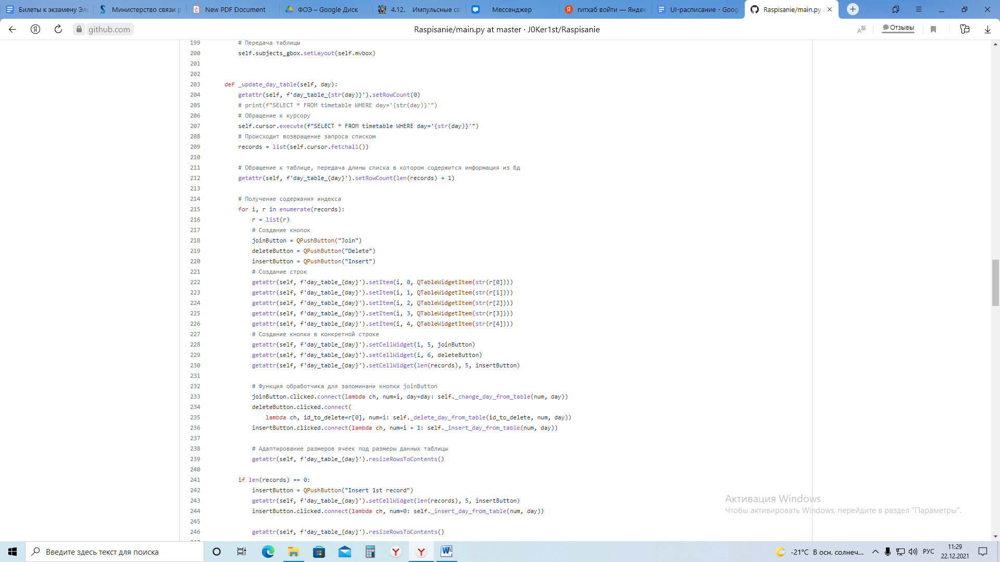 Билеты к экзамену Эле
Министерство связи р
New PDF Document
ФОЭ – Google Диск
4.12. Импульсные св
Мессенджер
гитхаб войти — Яндекс
UI-расписание - Goog
Raspisanie/main.py a
github.com
Raspisanie/main.py at master · J0Ker1st/Raspisanie
Отзывы
199 # Передача таблицы
200 self.subjects_gbox.setLayout(self.mvbox)
201
202
203 def _update_day_table(self, day):
204 getattr(self, f'day_table_{str(day)}').setRowCount(0)
205 # print(f"SELECT * FROM timetable WHERE day='{str(day)}'")
206 # Обращение к курсору
207 self.cursor.execute(f"SELECT * FROM timetable WHERE day='{str(day)}'")
208 # Происходит возвращение запроса списком
209 records = list(self.cursor.fetchall())
210
211 # Обращение к таблице, передача длины списка в котором содержится информация из бд
212 getattr(self, f'day_table_{day}').setRowCount(len(records) + 1)
213
214 # Получение содержания индекса
215 for i, r in enumerate(records):
216 r = list(r)
217 # Создание кнопок
218 joinButton = QPushButton("Join")
219 deleteButton = QPushButton("Delete")
220 insertButton = QPushButton("Insert")
221 # Создание строк
222 getattr(self, f'day_table_{day}').setItem(i, 0, QTableWidgetItem(str(r[0])))
223 getattr(self, f'day_table_{day}').setItem(i, 1, QTableWidgetItem(str(r[1])))
224 getattr(self, f'day_table_{day}').setItem(i, 2, QTableWidgetItem(str(r[2])))
225 getattr(self, f'day_table_{day}').setItem(i, 3, QTableWidgetItem(str(r[3])))
226 getattr(self, f'day_table_{day}').setItem(i, 4, QTableWidgetItem(str(r[4])))
227 # Создание кнопки в конкретной строке
228 getattr(self, f'day_table_{day}').setCellWidget(i, 5, joinButton)
229 getattr(self, f'day_table_{day}').setCellWidget(i, 6, deleteButton)
230 getattr(self, f'day_table_{day}').setCellWidget(len(records), 5, insertButton)
231
232 # Функция обработчика для запоминани кнопки joinButton
233 joinButton.clicked.connect(lambda ch, num=i, day=day: self._change_day_from_table(num, day))
234 deleteButton.clicked.connect(
235 lambda ch, id_to_delete=r[0], num=i: self._delete_day_from_table(id_to_delete, num, day))
236 insertButton.clicked.connect(lambda ch, num=i + 1: self._insert_day_from_table(num, day))
237
238 # Адаптирование размеров ячеек под размеры данных таблицы
239 getattr(self, f'day_table_{day}').resizeRowsToContents()
240
241 if len(records) == 0:
242 insertButton = QPushButton("Insert 1st record")
243 getattr(self, f'day_table_{day}').setCellWidget(len(records), 5, insertButton)
244 insertButton.clicked.connect(lambda ch, num=0: self._insert_day_from_table(num, day))
245
246 getattr(self, f'day_table_{day}').resizeRowsToContents()
Активация Windows
Чтобы активировать Windows, перейдите в раздел "Параметры".
Введите здесь текст для поиска
-21°C В осн. солнеч...
РУС
11:29
22.12.2021